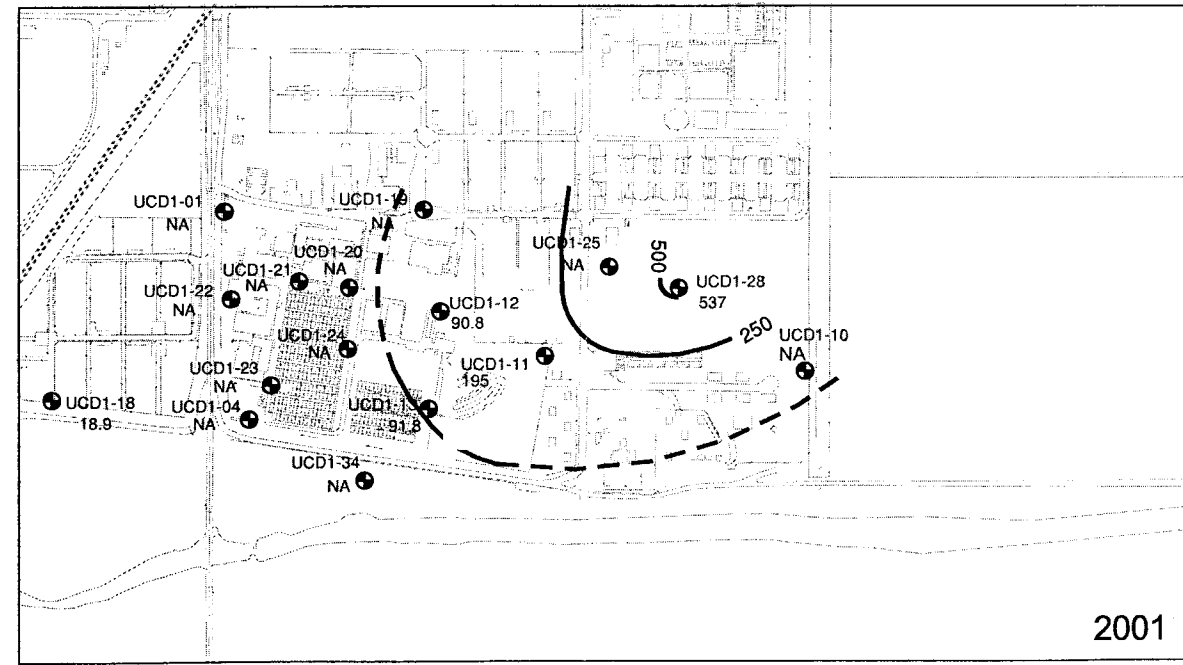 UCD1-01
NA
UCD1-19
NA
UCD1-25
NA
500
UCD1-28
537
UCD1-20
NA
UCD1-21
NA
UCD1-22
NA
UCD1-12
90.8
250
UCD1-10
NA
UCD1-24
NA
UCD1-11
195
UCD1-23
NA
UCD1-18
18.9
UCD1-04
NA
91.8
UCD1-34
NA
2001